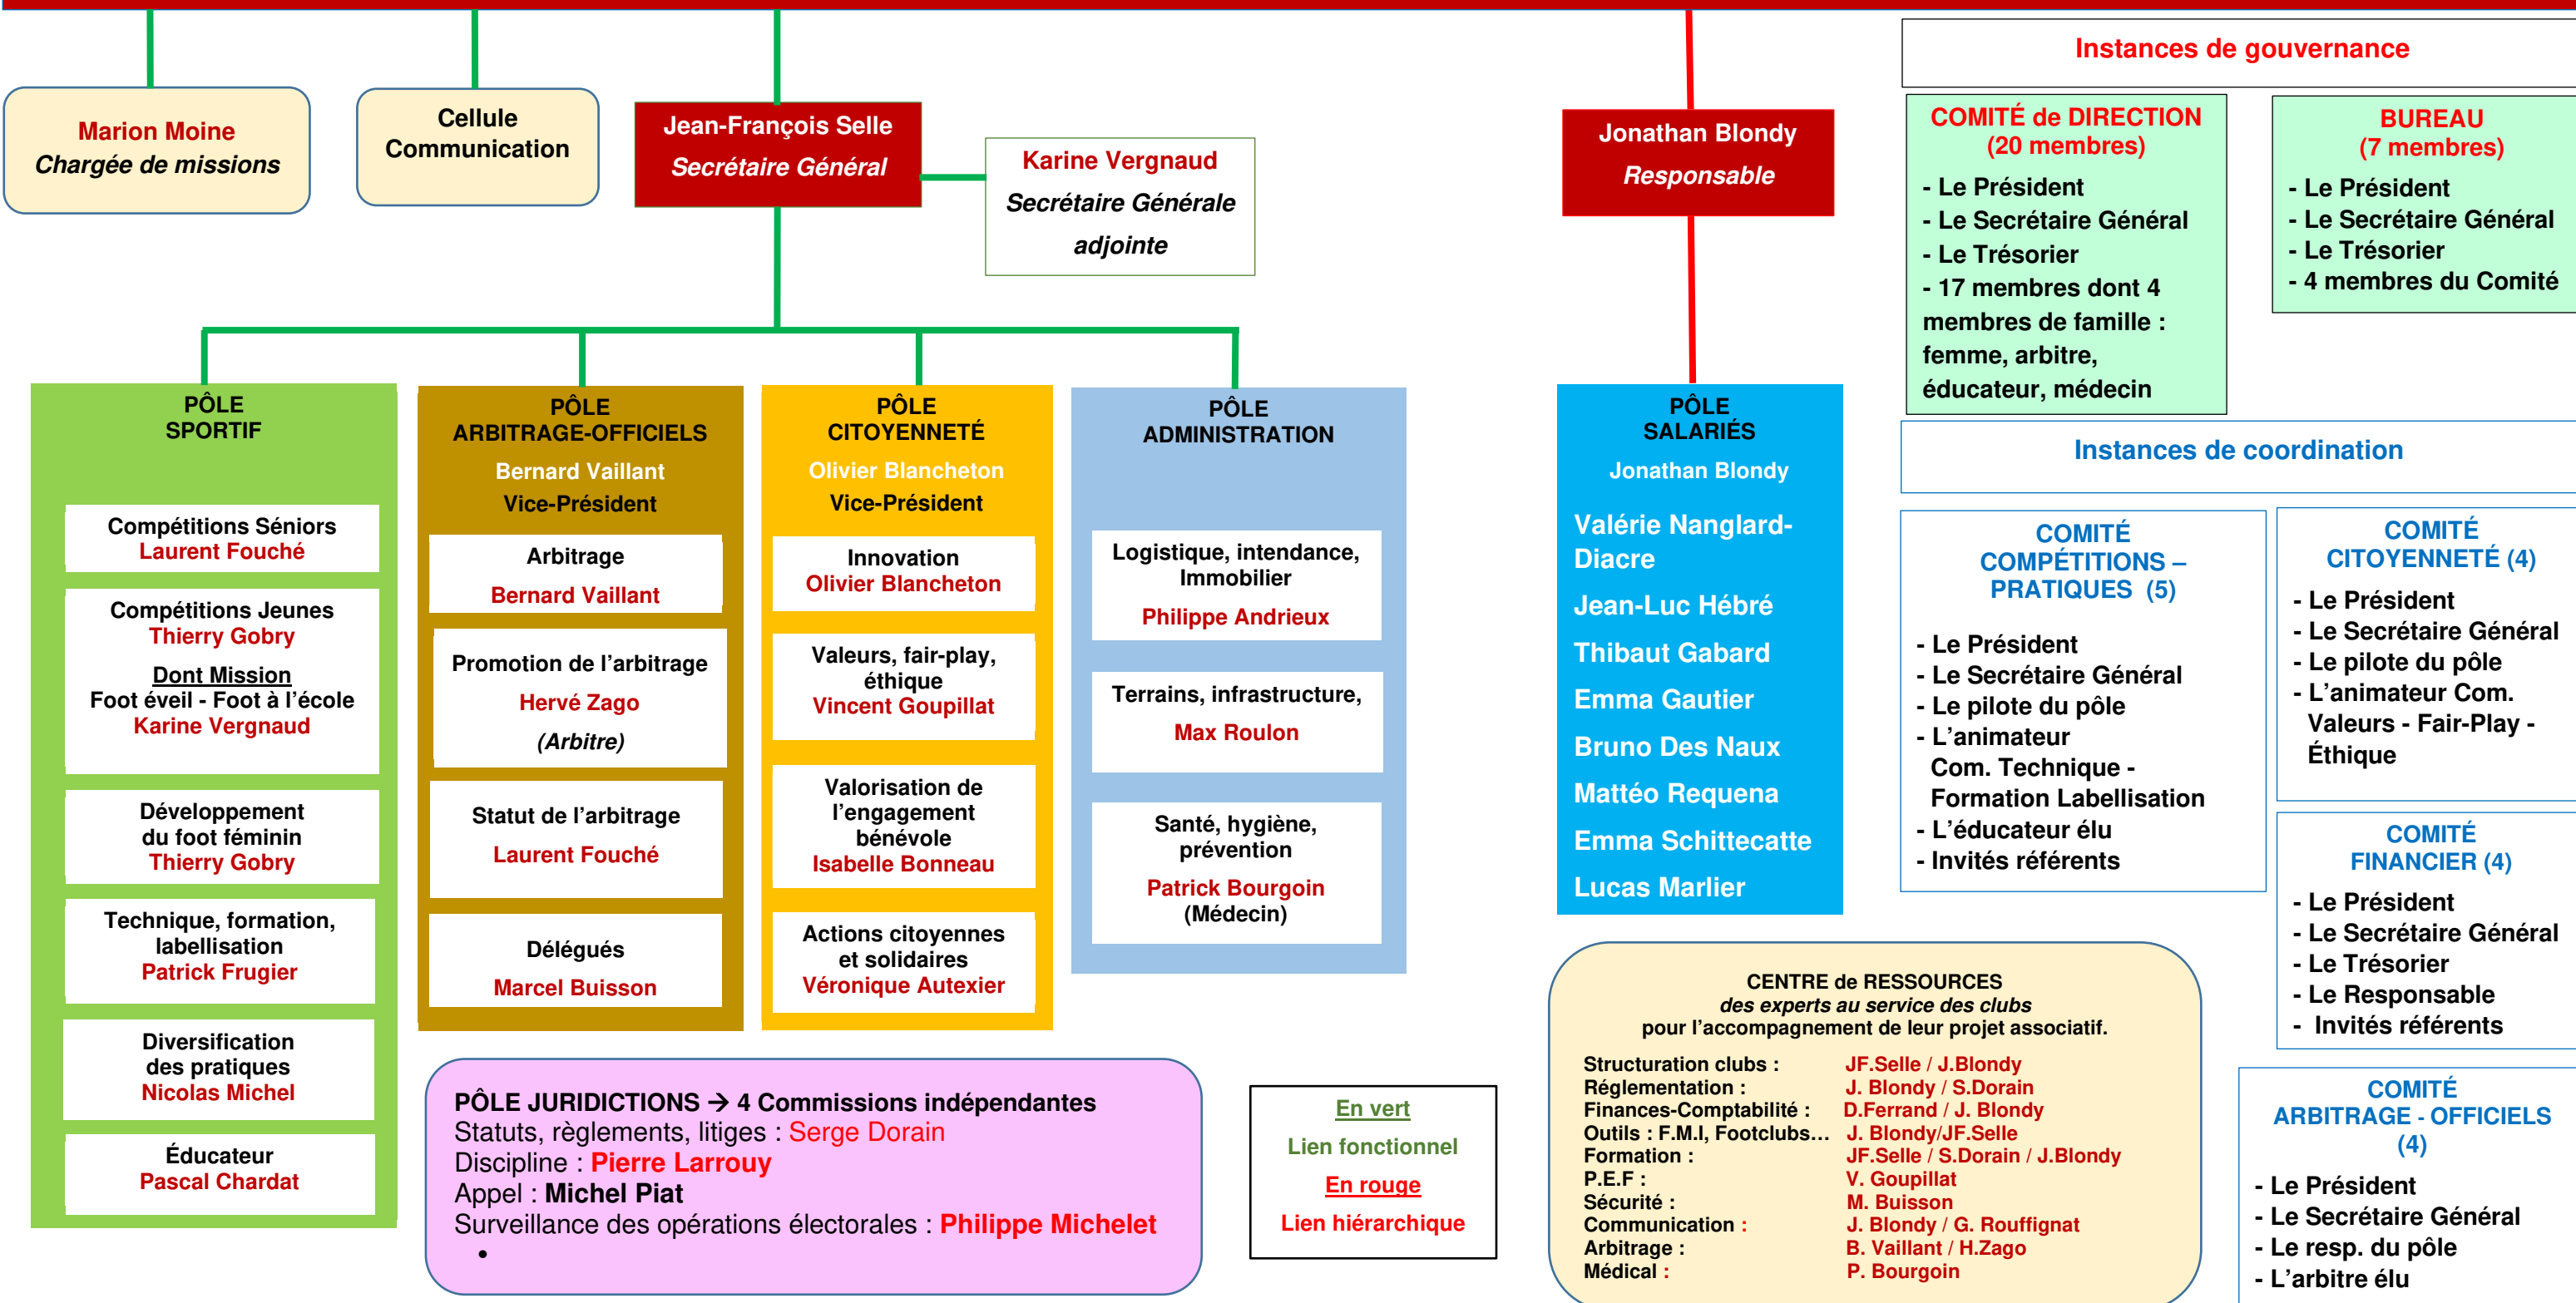 Marion Moine
Chargée de missions
Cellule
Communication
Jean-François Selle
Secrétaire Général
Karine Vergnaud
Secrétaire Générale
adjointe
Jonathan Blondy
Responsable
PÔLE
SPORTIF
Compétitions Séniors
Laurent Fouché
Compétitions Jeunes
Thierry Gobry
Dont Mission
Foot éveil - Foot à l’école
Karine Vergnaud
Développement
du foot féminin
Thierry Gobry
Technique, formation,
labellisation
Patrick Frugier
Diversification
des pratiques
Nicolas Michel
Éducateur
Pascal Chardat
PÔLE
ARBITRAGE-OFFICIELS
Bernard Vaillant
Vice-Président
Arbitrage
Bernard Vaillant
Promotion de l’arbitrage
Hervé Zago
(Arbitre)
Statut de l’arbitrage
Laurent Fouché
Délégués
Marcel Buisson
PÔLE
CITOYENNETÉ
Olivier Blancheton
Vice-Président
Innovation
Olivier Blancheton
Valeurs, fair-play,
éthique
Vincent Goupillat
Valorisation de
l’engagement
bénévole
Isabelle Bonneau
Actions citoyennes
et solidaires
Véronique Autexier
PÔLE
ADMINISTRATION
Logistique, intendance,
Immobilier
Philippe Andrieux
Terrains, infrastructure,
Max Roulon
Santé, hygiène,
prévention
Patrick Bourgoin
(Médecin)
PÔLE
SALARIÉS
Jonathan Blondy
Valérie Nanglard-
Diacre
Jean-Luc Hébré
Thibaut Gabard
Emma Gautier
Bruno Des Naux
Mattéo Requena
Emma Schittecatte
Lucas Marlier
PÔLE JURIDICTIONS → 4 Commissions indépendantes
Statuts, règlements, litiges : Serge Dorain
Discipline : Pierre Larrouy
Appel : Michel Piat
Surveillance des opérations électorales : Philippe Michelet
•
En vert
Lien fonctionnel
En rouge
Lien hiérarchique
CENTRE de RESSOURCES
des experts au service des clubs
pour l’accompagnement de leur projet associatif.
Structuration clubs : JF.Selle / J.Blondy
Réglementation : J. Blondy / S.Dorain
Finances-Comptabilité : D.Ferrand / J. Blondy
Outils : F.M.I, Footclubs… J. Blondy/JF.Selle
Formation : JF.Selle / S.Dorain / J.Blondy
P.E.F : V. Goupillat
Sécurité : M. Buisson
Communication : J. Blondy / G. Rouffignat
Arbitrage : B. Vaillant / H.Zago
Médical : P. Bourgoin
Instances de gouvernance
COMITÉ de DIRECTION
(20 membres)
- Le Président
- Le Secrétaire Général
- Le Trésorier
- 17 membres dont 4
membres de famille :
femme, arbitre,
éducateur, médecin
BUREAU
(7 membres)
- Le Président
- Le Secrétaire Général
- Le Trésorier
- 4 membres du Comité
Instances de coordination
COMITÉ
COMPÉTITIONS –
PRATIQUES (5)
- Le Président
- Le Secrétaire Général
- Le pilote du pôle
- L’animateur
Com. Technique -
Formation Labellisation
- L’éducateur élu
- Invités référents
COMITÉ
CITOYENNETÉ (4)
- Le Président
- Le Secrétaire Général
- Le pilote du pôle
- L’animateur Com.
Valeurs - Fair-Play -
Éthique
COMITÉ
FINANCIER (4)
- Le Président
- Le Secrétaire Général
- Le Trésorier
- Le Responsable
- Invités référents
COMITÉ
ARBITRAGE - OFFICIELS
(4)
- Le Président
- Le Secrétaire Général
- Le resp. du pôle
- L’arbitre élu